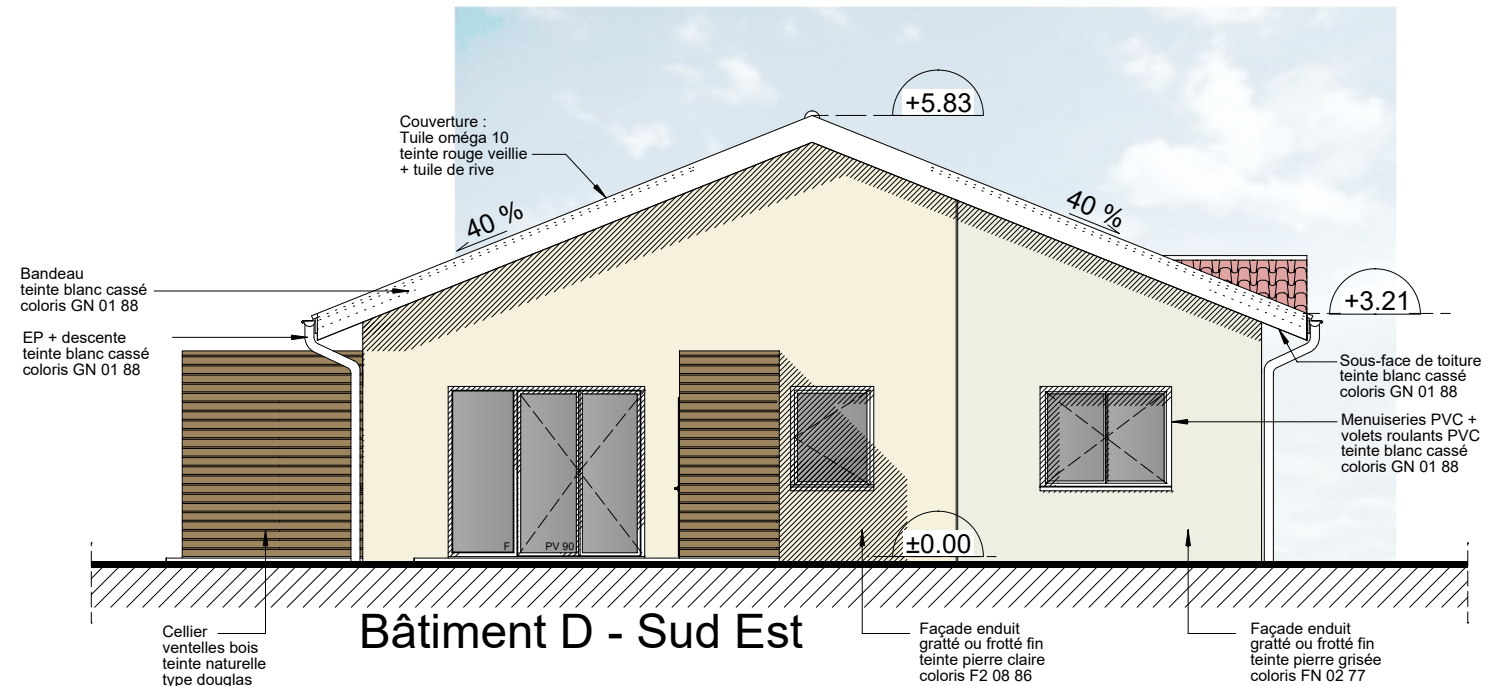 +5.83
Couverture :
Tuile oméga 10
teinte rouge veillie
+ tuile de rive
40 %
40 %
Bandeau
teinte blanc cassé
coloris GN 01 88
+3.21
EP + descente
teinte blanc cassé
coloris GN 01 88
Sous-face de toiture
teinte blanc cassé
coloris GN 01 88
Menuiseries PVC +
volets roulants PVC
teinte blanc cassé
coloris GN 01 88
F
PV 90
±0.00
Bâtiment D - Sud Est
Cellier
ventelles bois
teinte naturelle
type douglas
Façade enduit
gratté ou frotté fin
teinte pierre claire
coloris F2 08 86
Façade enduit
gratté ou frotté fin
teinte pierre grisée
coloris FN 02 77